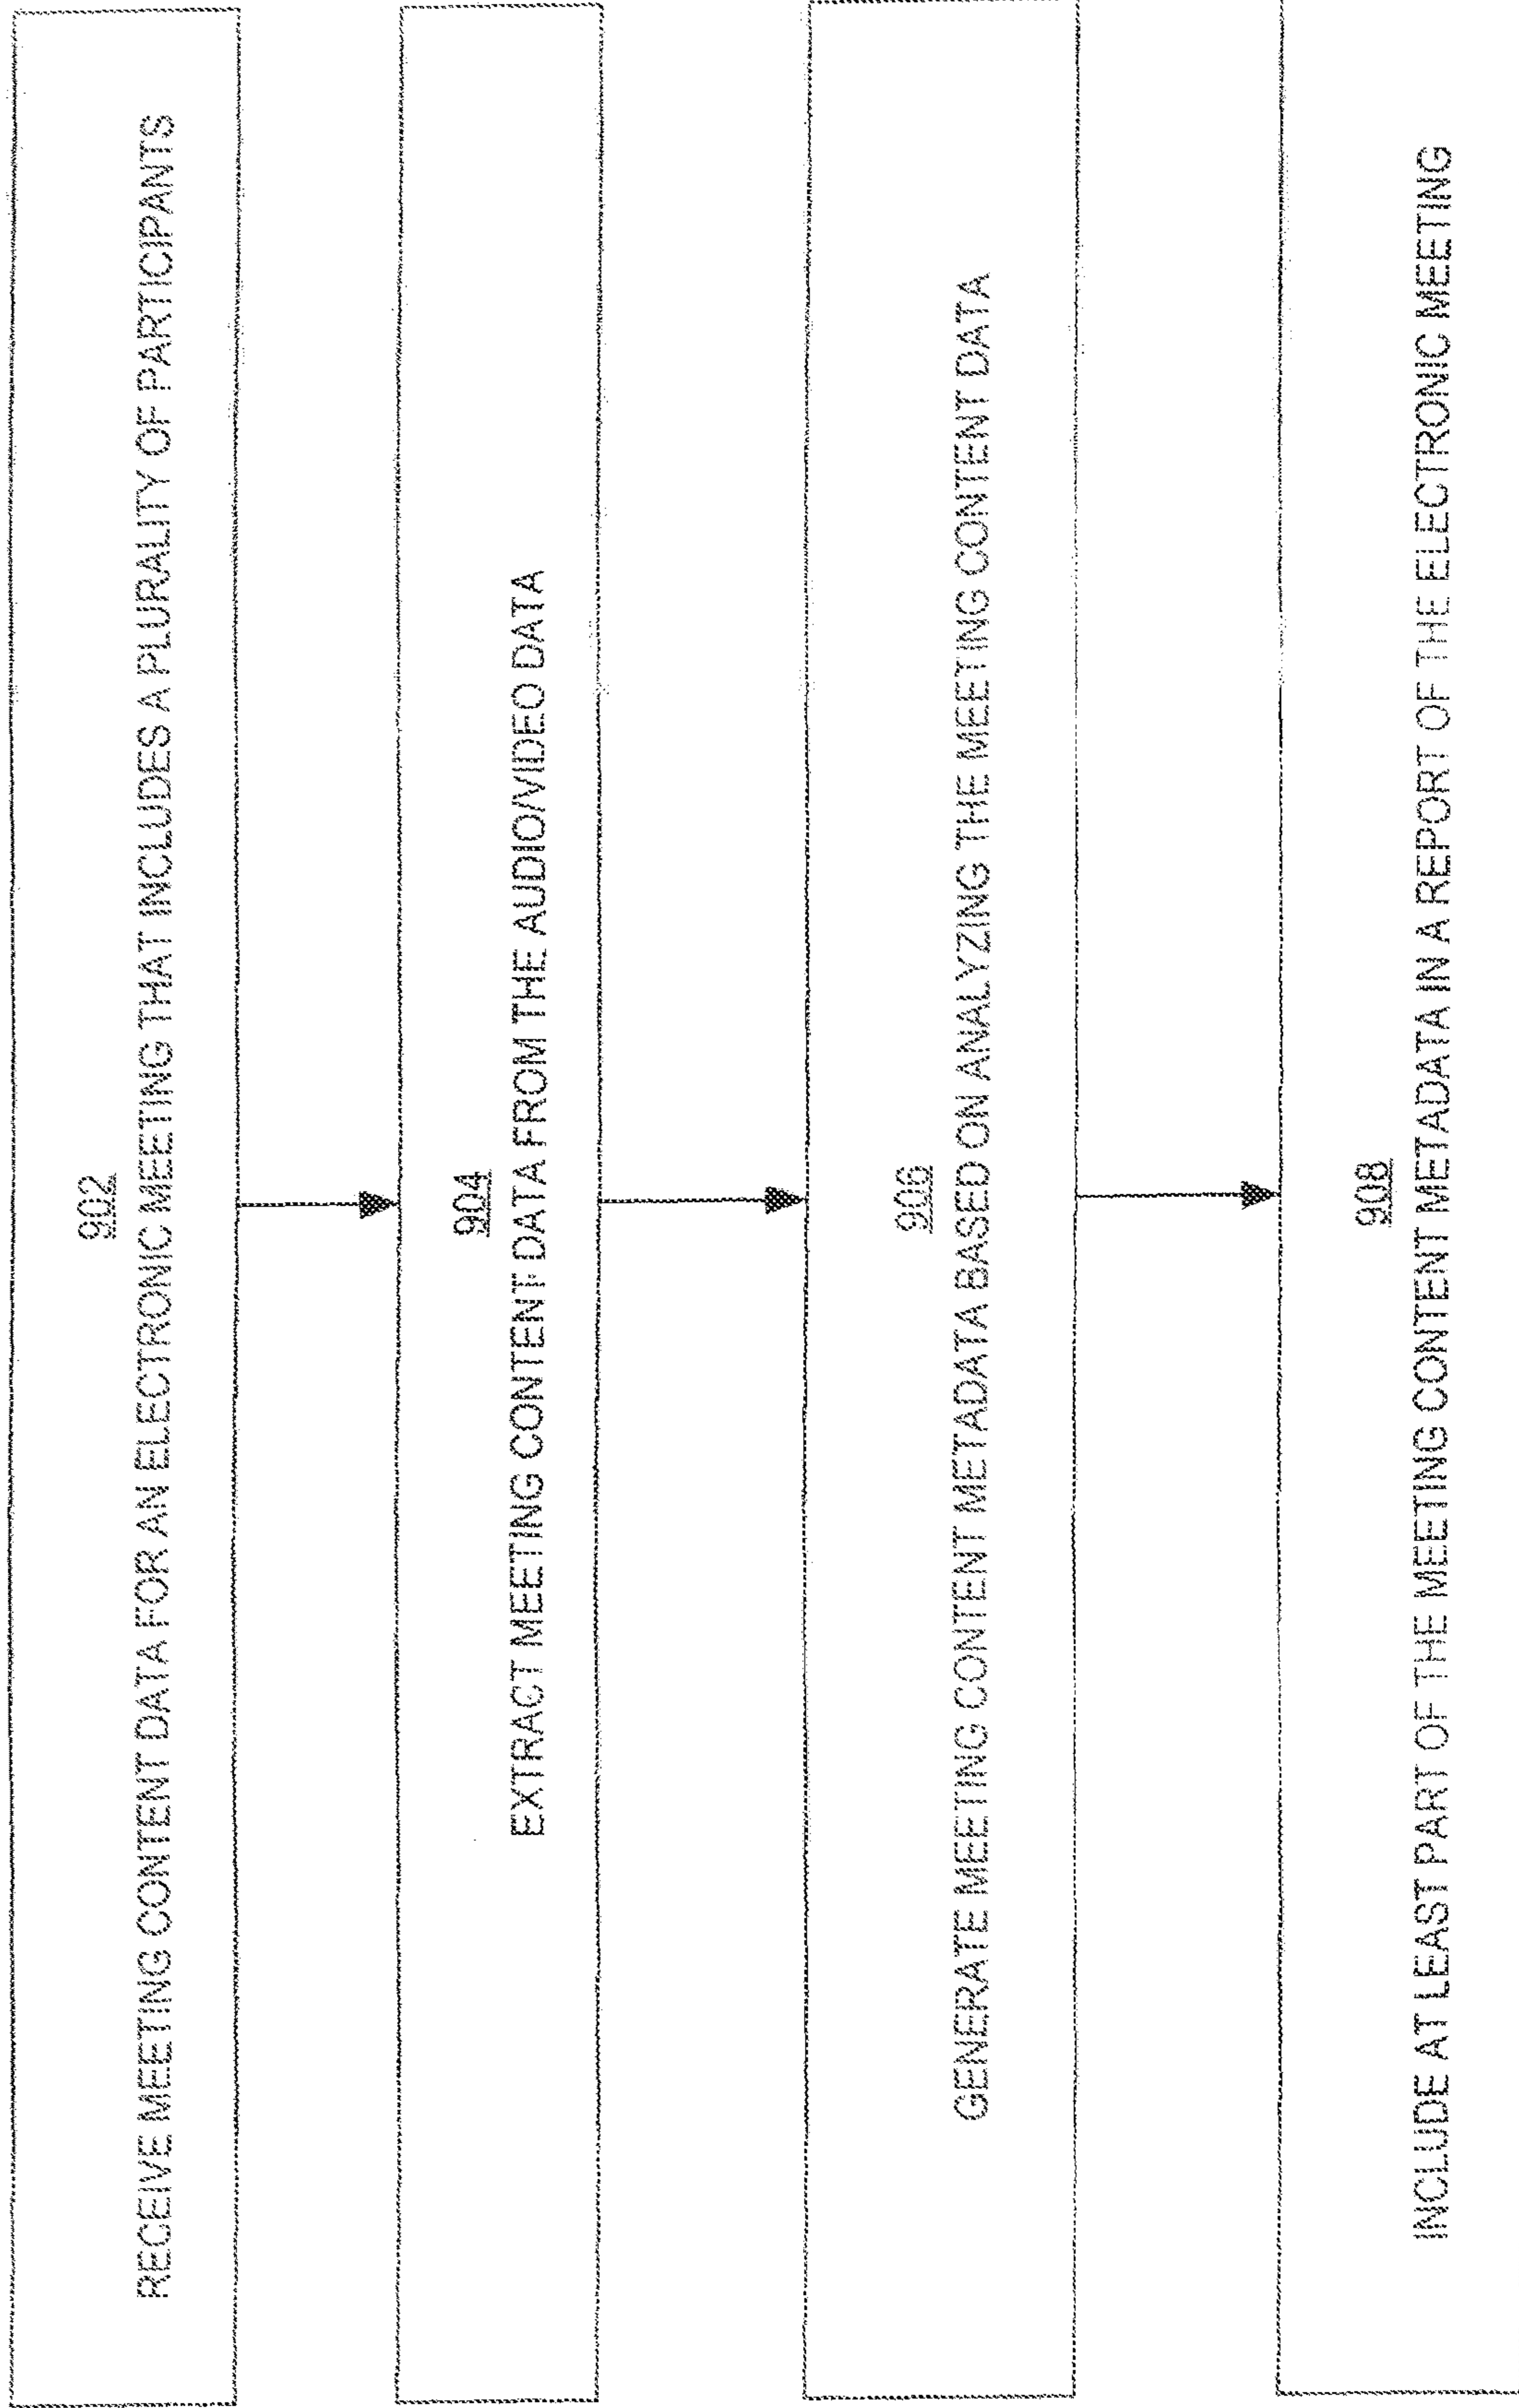 902
RECEIVE MEETING CONTENT DATA FOR AN ELECTRONIC MEETING THAT INCLUDES A PLURALITY OF PARTICIPANTS
904
EXTRACT MEETING CONTENT DATA FROM THE AUDIO/VIDEO DATA
906
GENERATE MEETING CONTENT METADATA BASED ON ANALYZING THE MEETING CONTENT DATA
908
INCLUDE AT LEAST PART OF THE MEETING CONTENT METADATA IN A REPORT OF THE ELECTRONIC MEETING